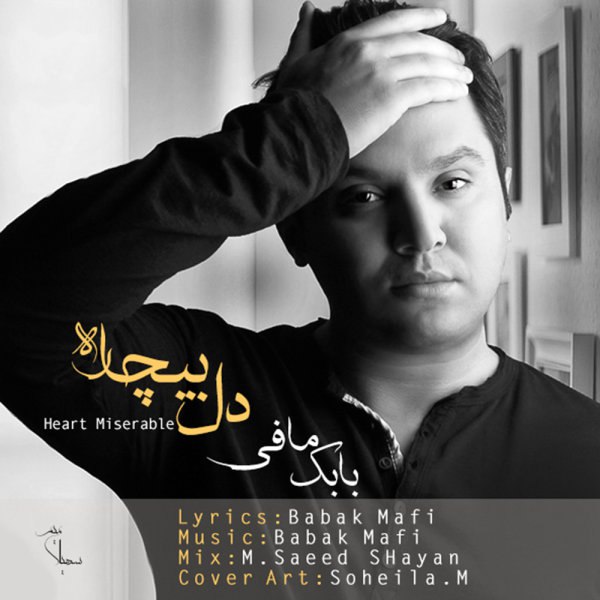 دل بیچاره
Heart Miserable
بابک مافی
Lyrics:Babak Mafi
Music:Babak Mafi
Mix:M.Saeed SHayan
Cover Art:Soheila.M